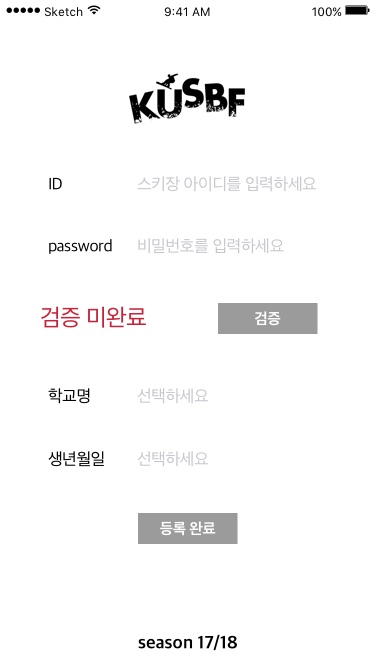 Sketch 9:41 AM 100%
KUSBF
ID 스키장 아이디를 입력하세요
password 비밀번호를 입력하세요
검증 미완료 검증
학교명 선택하세요
생년월일 선택하세요
등록 완료
season 17/18